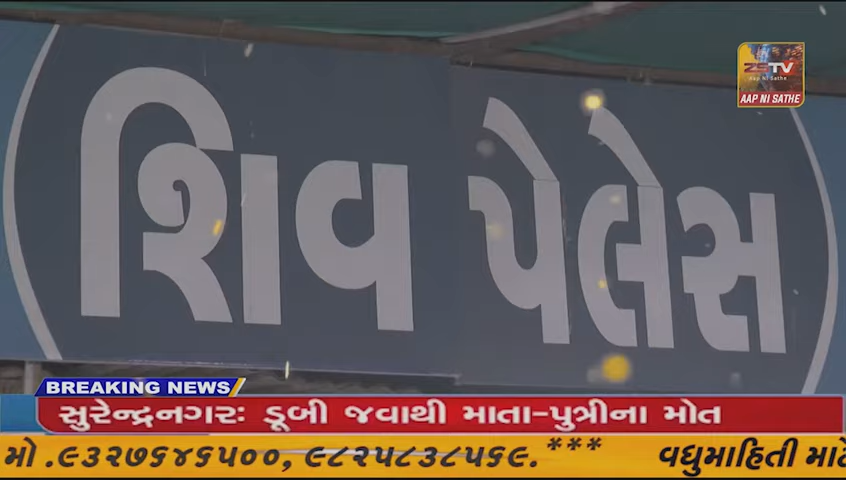 શિવ પેલેસ
ZSTV
Aap Ni Sathe
AAP NI SATHE
BREAKING NEWS
સુરેન્દ્રનગરઃ ડૂબી જવાથી માતા-પુત્રીના મોત
મો .૯૩૨૭૬૪૬૫૦૦, ૯૮૨૫૮૩૮૫૬૯.*** વધુમાહિતી માટે